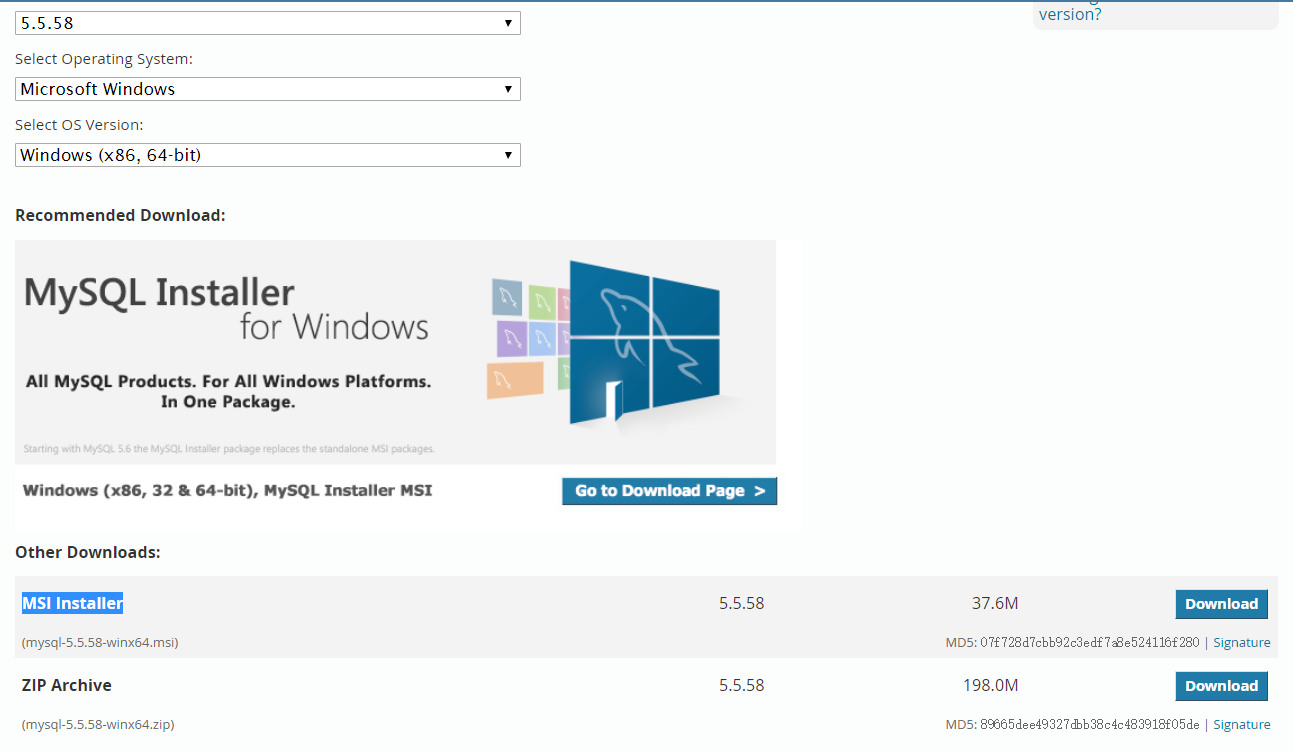 version?
5.5.58
Select Operating System:
Microsoft Windows
Select OS Version:
Windows (x86, 64-bit)
Recommended Download:
MySQL Installer
for Windows
All MySQL Products. For All Windows Platforms.
In One Package.
Starting with MySQL 5.6 the MySQL Installer package replaces the standalone MSI packages.
Windows (x86, 32 & 64-bit), MySQL Installer MSI
Go to Download Page >
Other Downloads:
MSI Installer 5.5.58 37.6M Download
(mysql-5.5.58-winx64.msi) MD5: 07f728d7cbb92c3edf7a8e524116f280 | Signature
ZIP Archive 5.5.58 198.0M Download
(mysql-5.5.58-winx64.zip) MD5: 89665dee49327dbb38c4c483918f05de | Signature